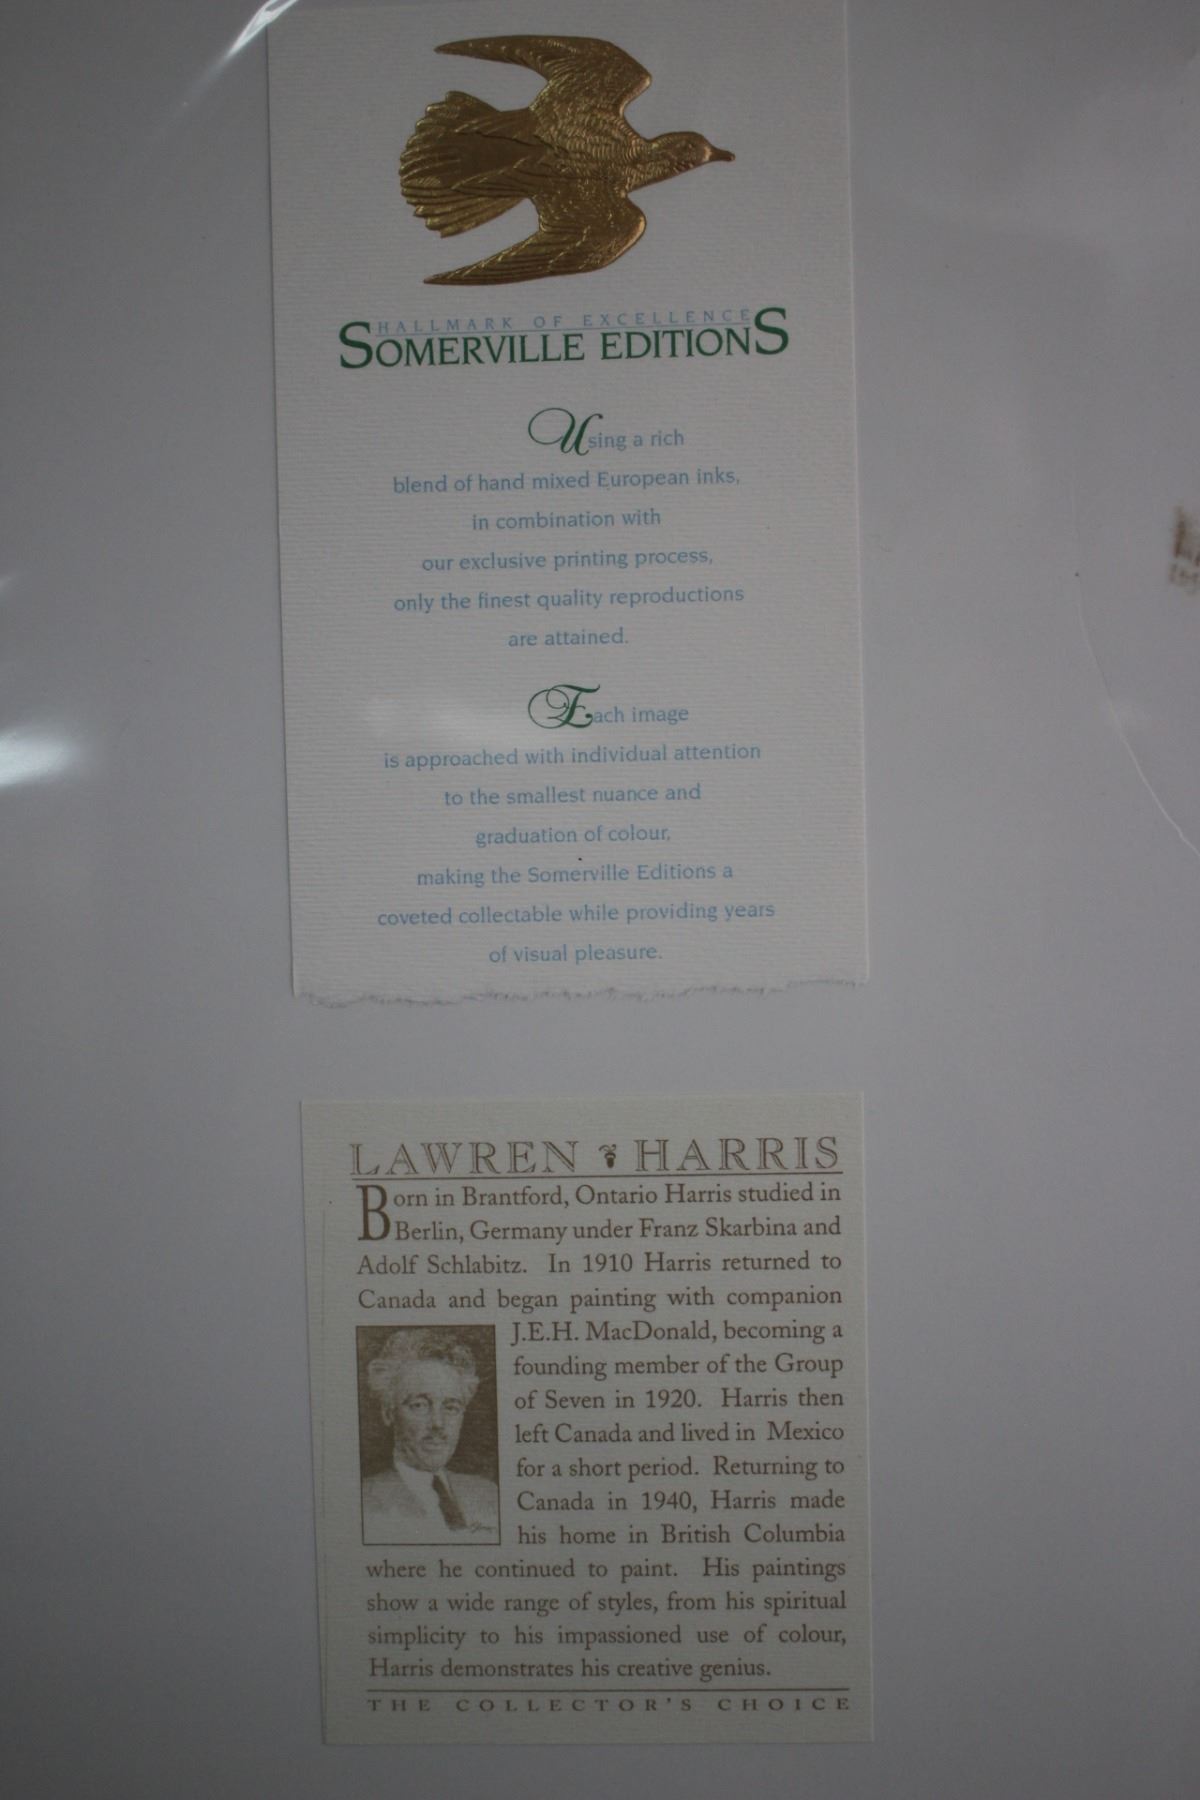 HALLMARK OF EXCELLENCE
SOMERVILLE EDITIONS
Using a rich
blend of hand mixed European inks,
in combination with
our exclusive printing process,
only the finest quality reproductions
are attained.
Each image
is approached with individual attention
to the smallest nuance and
graduation of colour,
making the Somerville Editions a
coveted collectable while providing years
of visual pleasure.
LAWREN HARRIS
Born in Brantford, Ontario Harris studied in
Berlin, Germany under Franz Skarbina and
Adolf Schlabitz. In 1910 Harris returned to
Canada and began painting with companion
J.E.H. MacDonald, becoming a
founding member of the Group
of Seven in 1920. Harris then
left Canada and lived in Mexico
for a short period. Returning to
Canada in 1940, Harris made
his home in British Columbia
where he continued to paint. His paintings
show a wide range of styles, from his spiritual
simplicity to his impassioned use of colour,
Harris demonstrates his creative genius.
THE COLLECTOR'S CHOICE